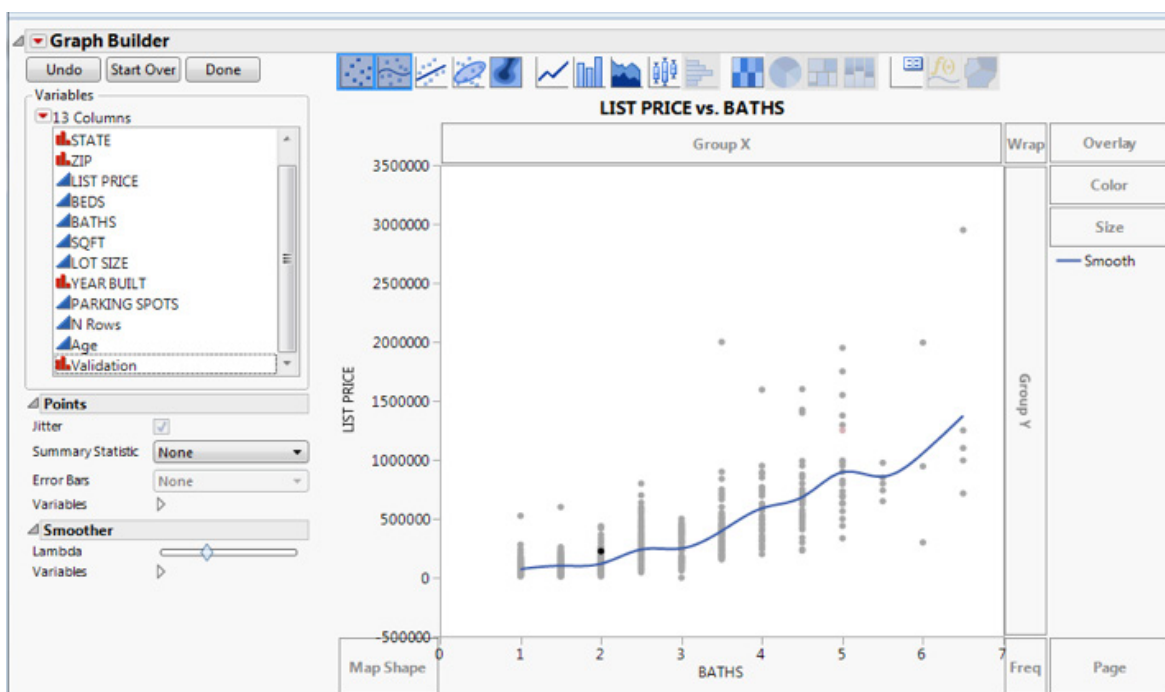 Graph Builder
Undo Start Over Done
Variables
13 Columns
STATE
ZIP
LIST PRICE
BEDS
BATHS
SQFT
LOT SIZE
YEAR BUILT
PARKING SPOTS
N Rows
Age
Validation
Points
Jitter
Summary Statistic None
Error Bars None
Variables
Smoother
Lambda
Variables
LIST PRICE vs. BATHS
Group X
Wrap
Overlay
Color
Size
Smooth
3500000
3000000
2500000
2000000
1500000
1000000
500000
0
-500000
LIST PRICE
Group Y
0 1 2 3 4 5 6 7
BATHS
Map Shape
Freq
Page